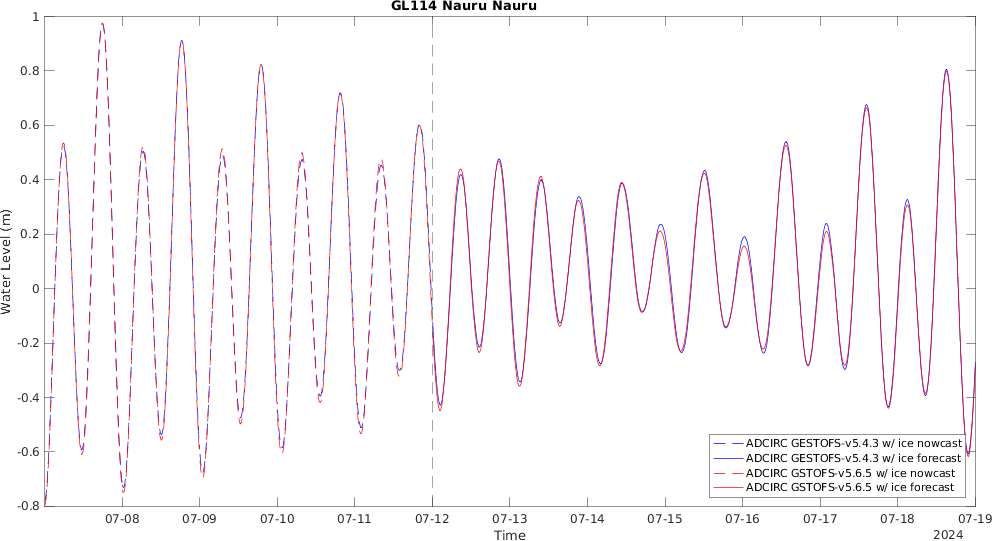 GL114 Nauru Nauru
Water Level (m)
1
0.8
0.6
0.4
0.2
0
-0.2
-0.4
-0.6
-0.8
ADCIRC GESTOFS-v5.4.3 w/ ice nowcast
ADCIRC GESTOFS-v5.4.3 w/ ice forecast
ADCIRC GSTOFS-v5.6.5 w/ ice nowcast
ADCIRC GSTOFS-v5.6.5 w/ ice forecast
07-08 07-09 07-10 07-11 07-12 07-13 07-14 07-15 07-16 07-17 07-18 07-19
Time
2024